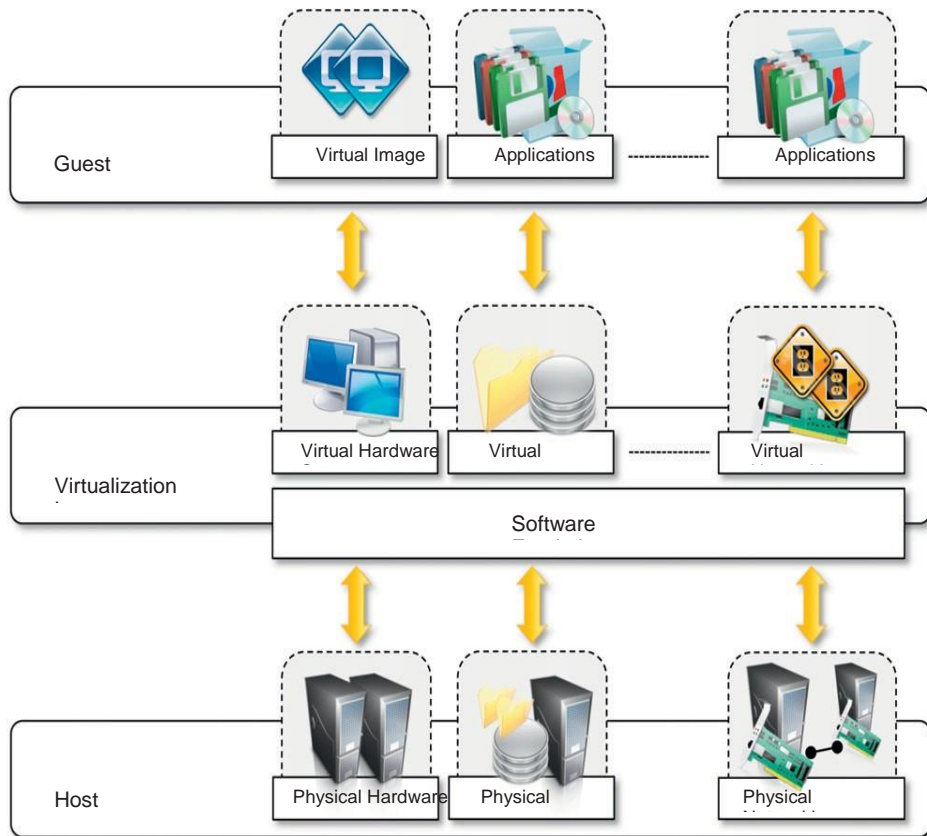 Virtual Image
Applications
Applications
Guest
Virtual Hardware
Virtual
Virtual
Virtualization
Software
Physical Hardware
Physical
Physical
Host